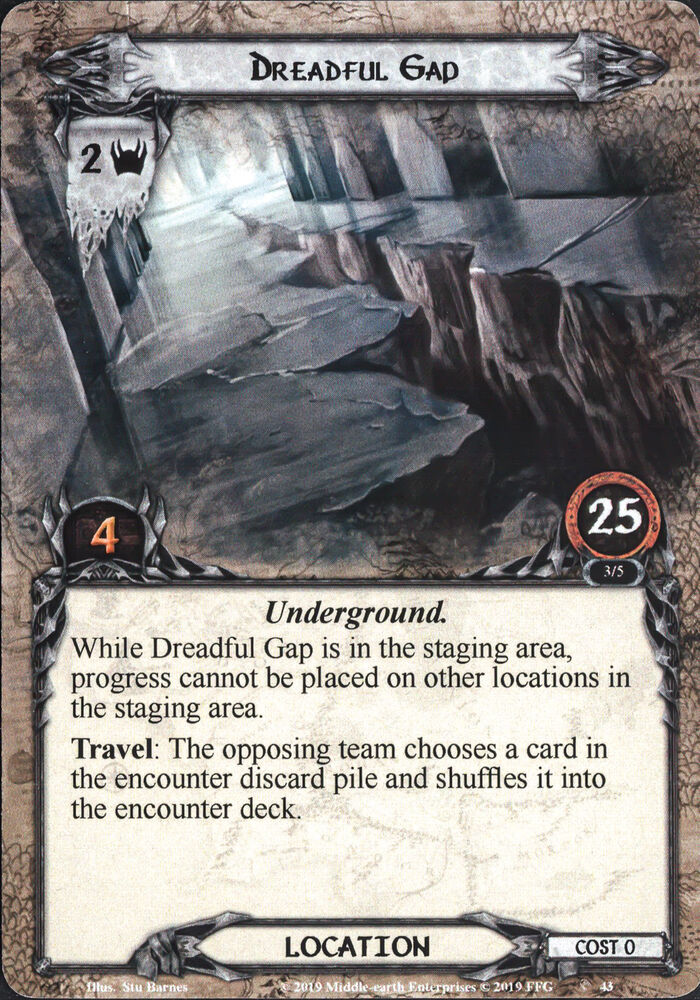 DREADFUL GAP
2
4
25
3/5
Underground.
While Dreadful Gap is in the staging area,
progress cannot be placed on other locations in
the staging area.
Travel: The opposing team chooses a card in
the encounter discard pile and shuffles it into
the encounter deck.
LOCATION
COST 0
Illus. Stu Barnes
© 2019 Middle-earth Enterprises © 2019 FFG
43